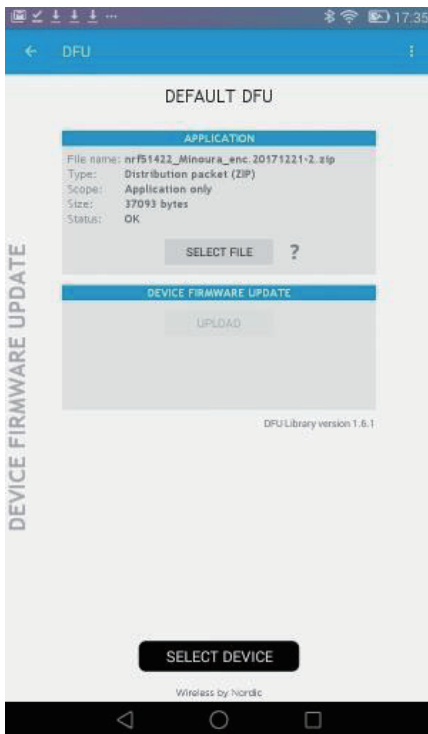 17:35
DFU
DEFAULT DFU
APPLICATION
File name: nrf51422_Minoura_enc.20171221-2.zip
Type: Distribution packet (ZIP)
Scope: Application only
Size: 37093 bytes
Status: OK
SELECT FILE ?
DEVICE FIRMWARE UPDATE
UPLOAD
DFU Library version 1.6.1
DEVICE FIRMWARE UPDATE
SELECT DEVICE
Wireless by Nordic